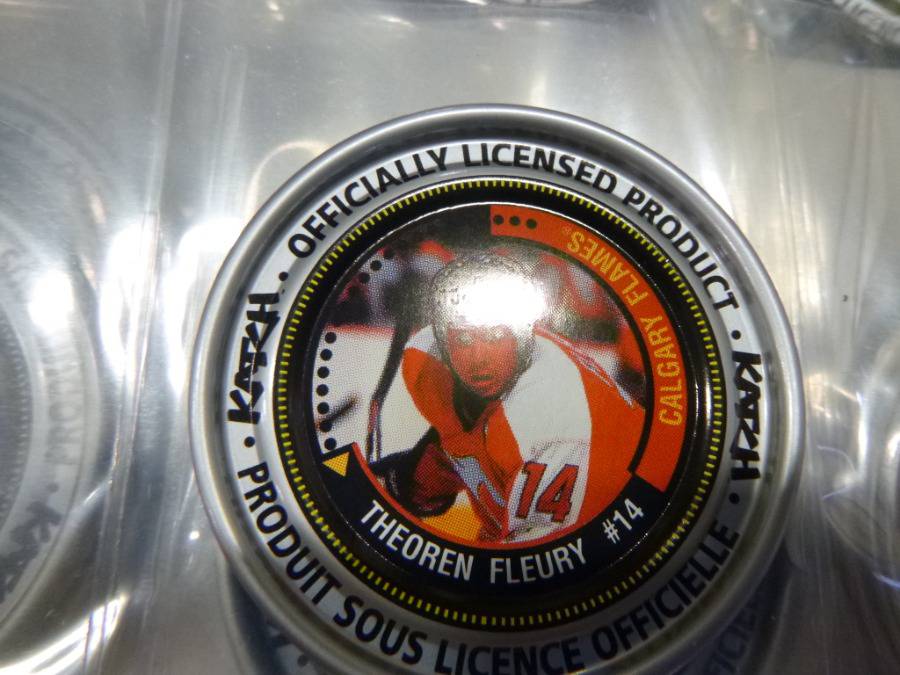 • OFFICIALLY LICENSED PRODUCT •
KATCH
• PRODUIT SOUS LICENCE OFFICIELLE •
KATCH
CALGARY FLAMES®
14
THEOREN FLEURY #14